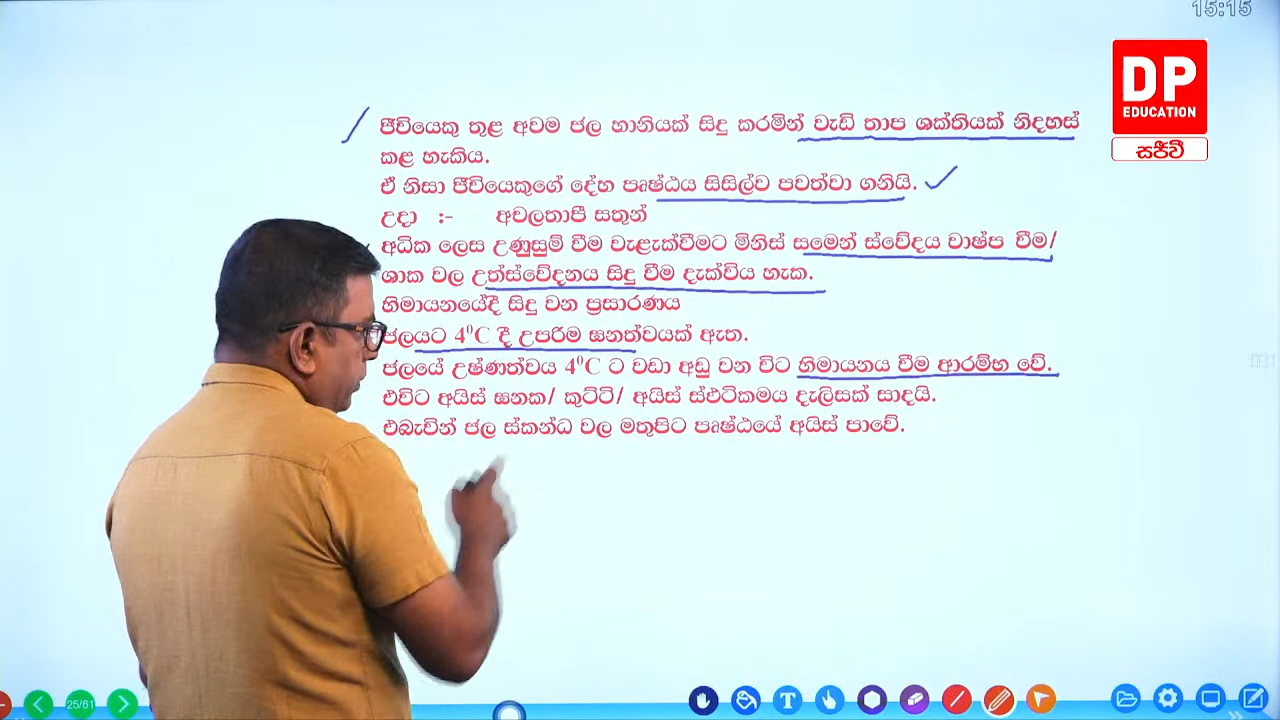 15:15
DP
EDUCATION
සජීවී
ජීවියෙකු තුළ අවම ජල හානියක් සිදු කරමින් වැඩි තාප ශක්තියක් නිදහස්
කළ හැකිය.
ඒ නිසා ජීවියෙකුගේ දේහ පෘෂ්ඨය සිසිල්ව පවත්වා ගනියි.
උදා :- අචලතාපී සතුන්
අධික ලෙස උණුසුම් වීම වැළැක්වීමට මිනිස් සමෙන් ස්වේදය වාෂ්ප වීම/
ශාක වල උත්ස්වේදනය සිදු වීම දැක්විය හැක.
හිමායනයේදී සිදු වන ප්‍රසාරණය
ජලයට 4⁰C දී උපරිම ඝනත්වයක් ඇත.
ජලයේ උෂ්ණත්වය 4⁰C ට වඩා අඩු වන විට හිමායනය වීම ආරම්භ වේ.
එවිට අයිස් ඝනක/ කුට්ටි/ අයිස් ස්ඵටිකමය දැලිසක් සාදයි.
එබැවින් ජල ස්කන්ධ වල මතුපිට පෘෂ්ඨයේ අයිස් පාවේ.
25/61